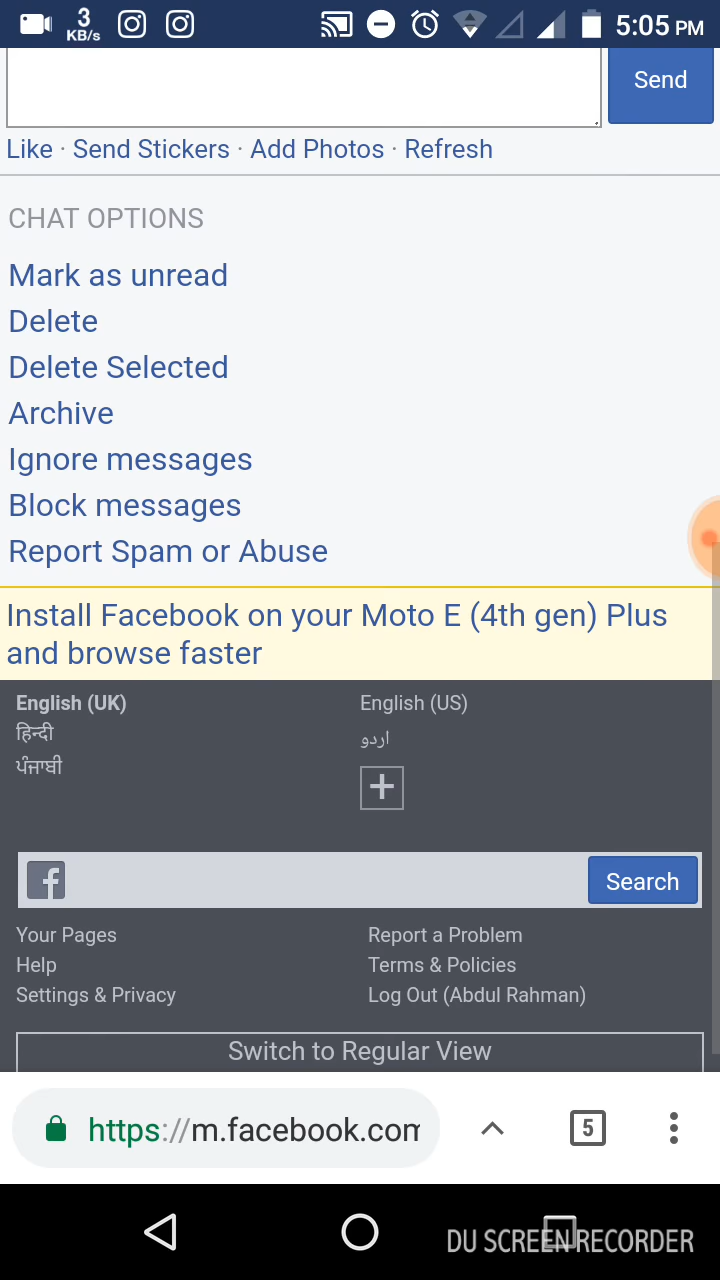 3
KB/s
5:05 PM
Send
Like · Send Stickers · Add Photos · Refresh
CHAT OPTIONS
Mark as unread
Delete
Delete Selected
Archive
Ignore messages
Block messages
Report Spam or Abuse
Install Facebook on your Moto E (4th gen) Plus
and browse faster
English (UK)
English (US)
हिन्दी
اردو
ਪੰਜਾਬੀ
Search
Your Pages
Report a Problem
Help
Terms & Policies
Settings & Privacy
Log Out (Abdul Rahman)
Switch to Regular View
https://m.facebook.com
5
DU SCREEN RECORDER